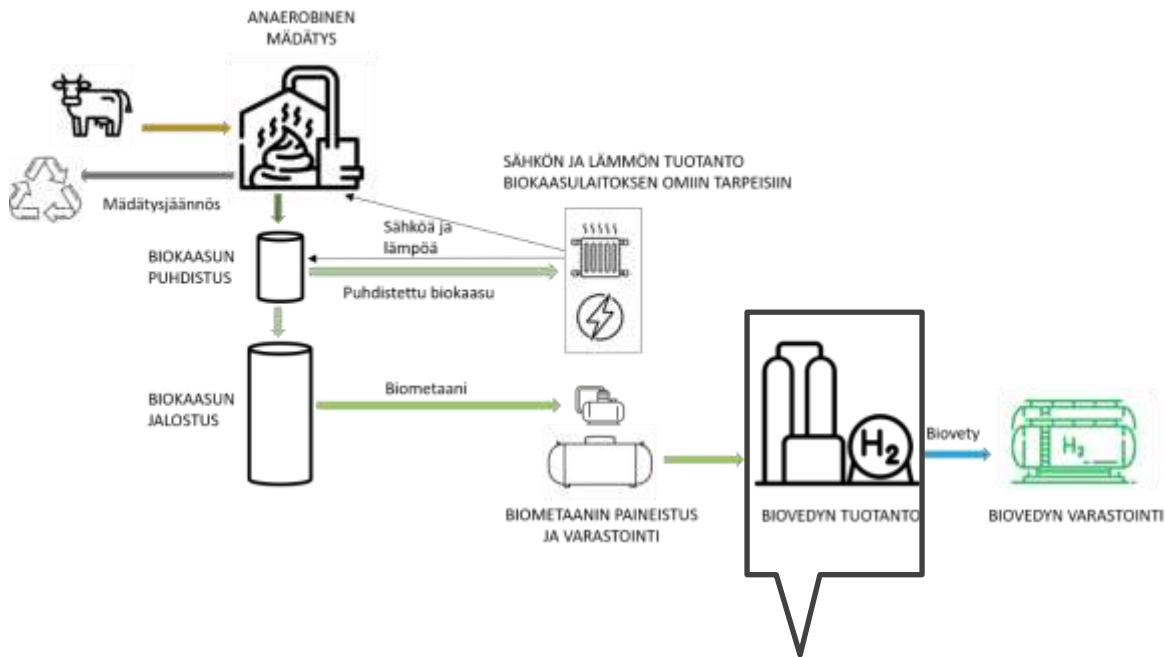 ANAEROBINEN
MÄDÄTYS
Mädätysjäännös
SÄHKÖN JA LÄMMÖN TUOTANTO
BIOKAASULAITOKSEN OMIIN TARPEISIIN
Sähköä ja
lämpöä
BIOKAASUN
PUHDISTUS
Puhdistettu biokaasu
BIOKAASUN
JALOSTUS
Biometaani
BIOMETAANIN PAINEISTUS
JA VARASTOINTI
H2
BIOVEDYN TUOTANTO
Biovety
H2
BIOVEDYN VARASTOINTI